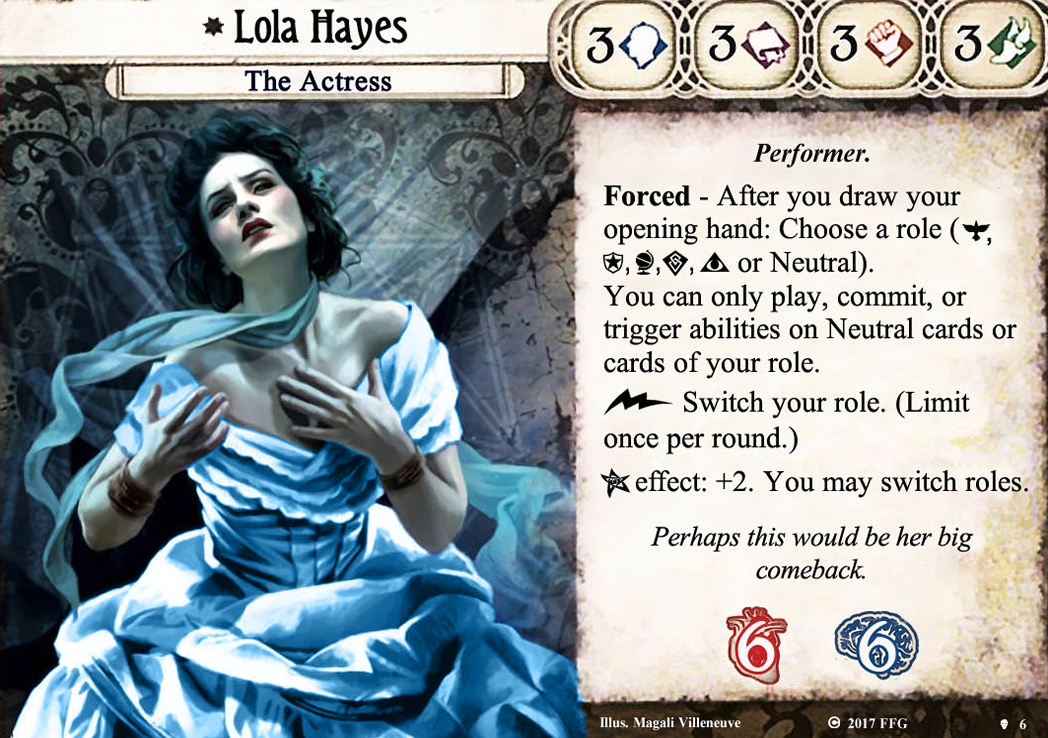 Lola Hayes
The Actress
3 3 3 3
Performer.
Forced - After you draw your
opening hand: Choose a role ( ,
, , , or Neutral).
You can only play, commit, or
trigger abilities on Neutral cards or
cards of your role.
Switch your role. (Limit
once per round.)
effect: +2. You may switch roles.
Perhaps this would be her big
comeback.
6 6
Illus. Magali Villeneuve © 2017 FFG 6